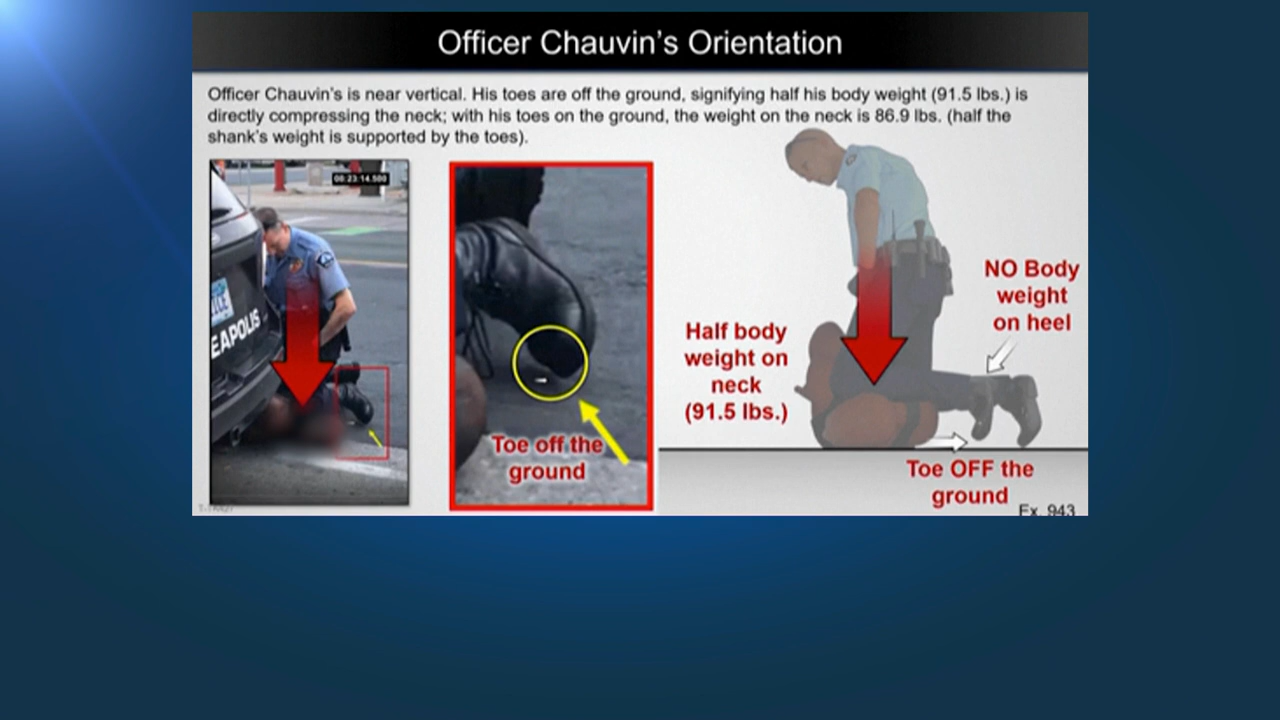 Officer Chauvin's Orientation
Officer Chauvin's is near vertical. His toes are off the ground, signifying half his body weight (91.5 lbs.) is
directly compressing the neck; with his toes on the ground, the weight on the neck is 86.9 lbs. (half the
shank's weight is supported by the toes).
08:23:14.500
ICE
EAPOLIS
Toe off the
ground
Half body
weight on
neck
(91.5 lbs.)
NO Body
weight
on heel
Toe OFF the
ground
Ex. 943